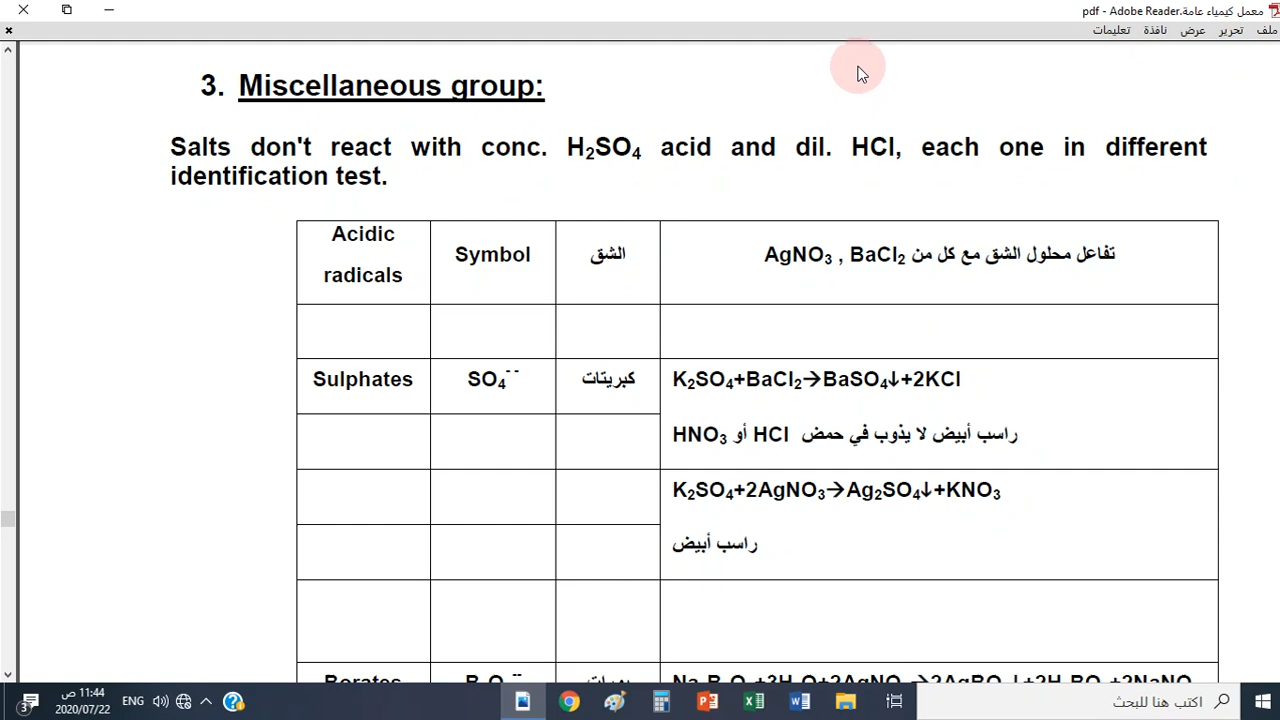 معمل كيمياء عامة.pdf - Adobe Reader
ملف تحرير عرض نافذة تعليمات
3. Miscellaneous group:
Salts don't react with conc. H₂SO₄ acid and dil. HCl, each one in different
identification test.
Acidic radicals Symbol الشق تفاعل محلول الشق مع كل من AgNO₃ , BaCl₂
Sulphates SO₄⁻⁻ كبريتات K₂SO₄+BaCl₂→BaSO₄↓+2KCl
راسب أبيض لا يذوب في حمض HCl أو HNO₃
K₂SO₄+2AgNO₃→Ag₂SO₄↓+KNO₃
راسب أبيض
3 11:44 ص ENG اكتب هنا للبحث
2020/07/22